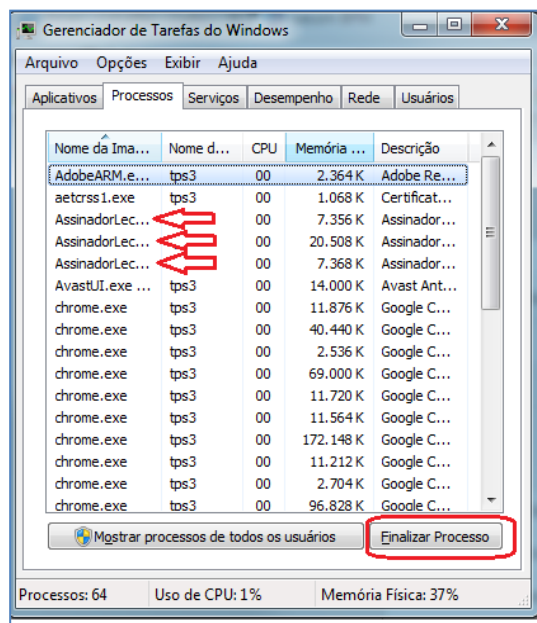 Gerenciador de Tarefas do Windows
Arquivo Opções Exibir Ajuda
Aplicativos Processos Serviços Desempenho Rede Usuários
Nome da Ima... Nome d... CPU Memória ... Descrição
AdobeARM.e... tps3 00 2.364 K Adobe Re...
aetcrss1.exe tps3 00 1.068 K Certificat...
AssinadorLec... 00 7.356 K Assinador...
AssinadorLec... 00 20.508 K Assinador...
AssinadorLec... 00 7.368 K Assinador...
AvastUI.exe ... tps3 00 14.000 K Avast Ant...
chrome.exe tps3 00 11.876 K Google C...
chrome.exe tps3 00 40.440 K Google C...
chrome.exe tps3 00 2.536 K Google C...
chrome.exe tps3 00 69.000 K Google C...
chrome.exe tps3 00 11.720 K Google C...
chrome.exe tps3 00 11.564 K Google C...
chrome.exe tps3 00 172.148 K Google C...
chrome.exe tps3 00 11.212 K Google C...
chrome.exe tps3 00 2.704 K Google C...
chrome.exe tps3 00 96.828 K Google C...
Mostrar processos de todos os usuários Finalizar Processo
Processos: 64 Uso de CPU: 1% Memória Física: 37%